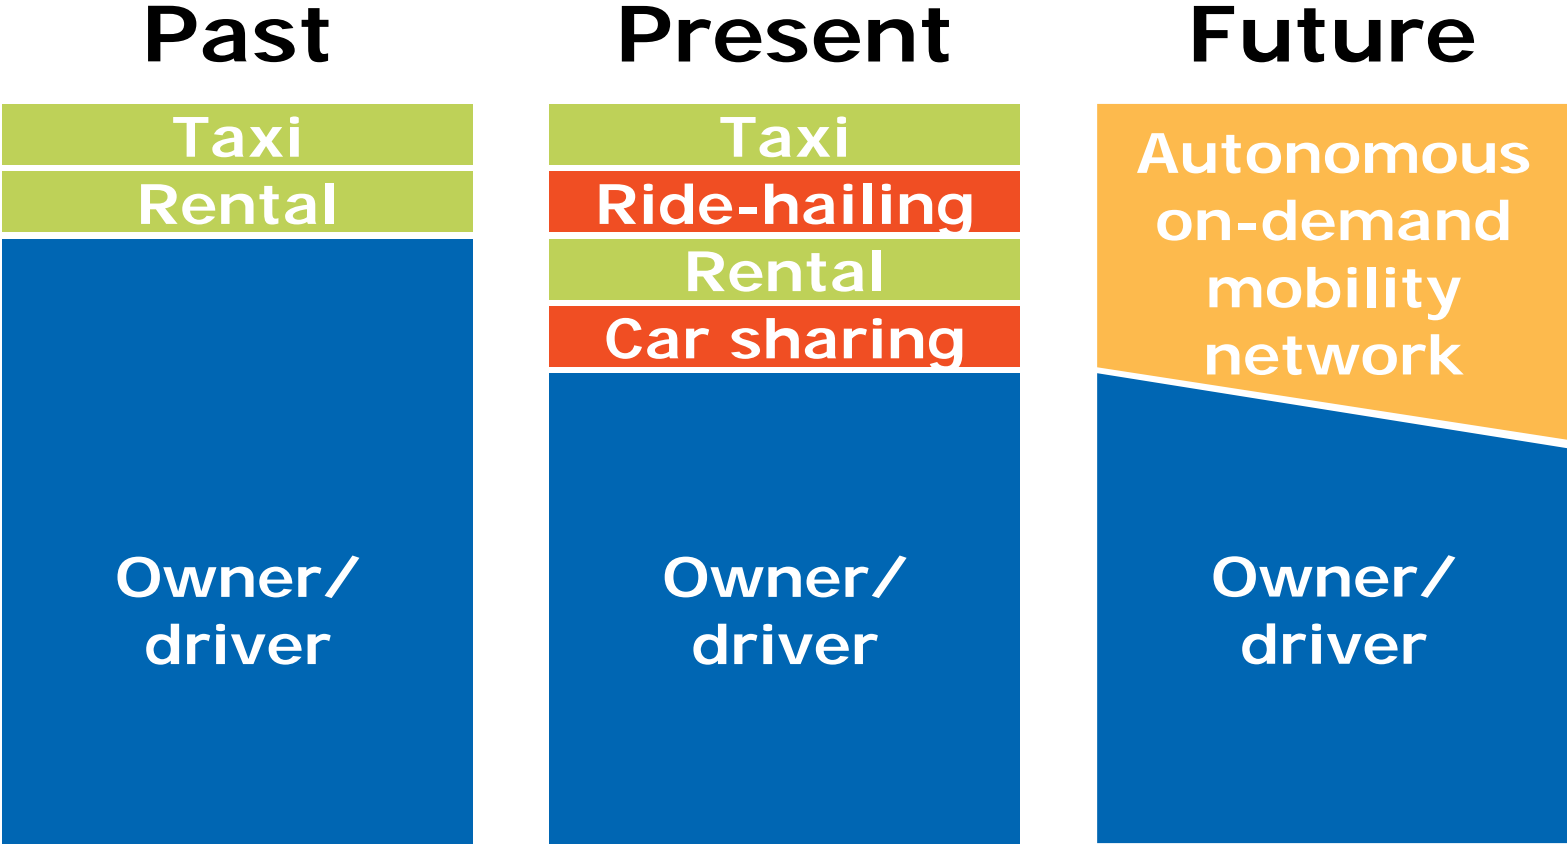 Past
Taxi
Rental
Owner/
driver
Present
Taxi
Ride-hailing
Rental
Car sharing
Owner/
driver
Future
Autonomous
on-demand
mobility
network
Owner/
driver